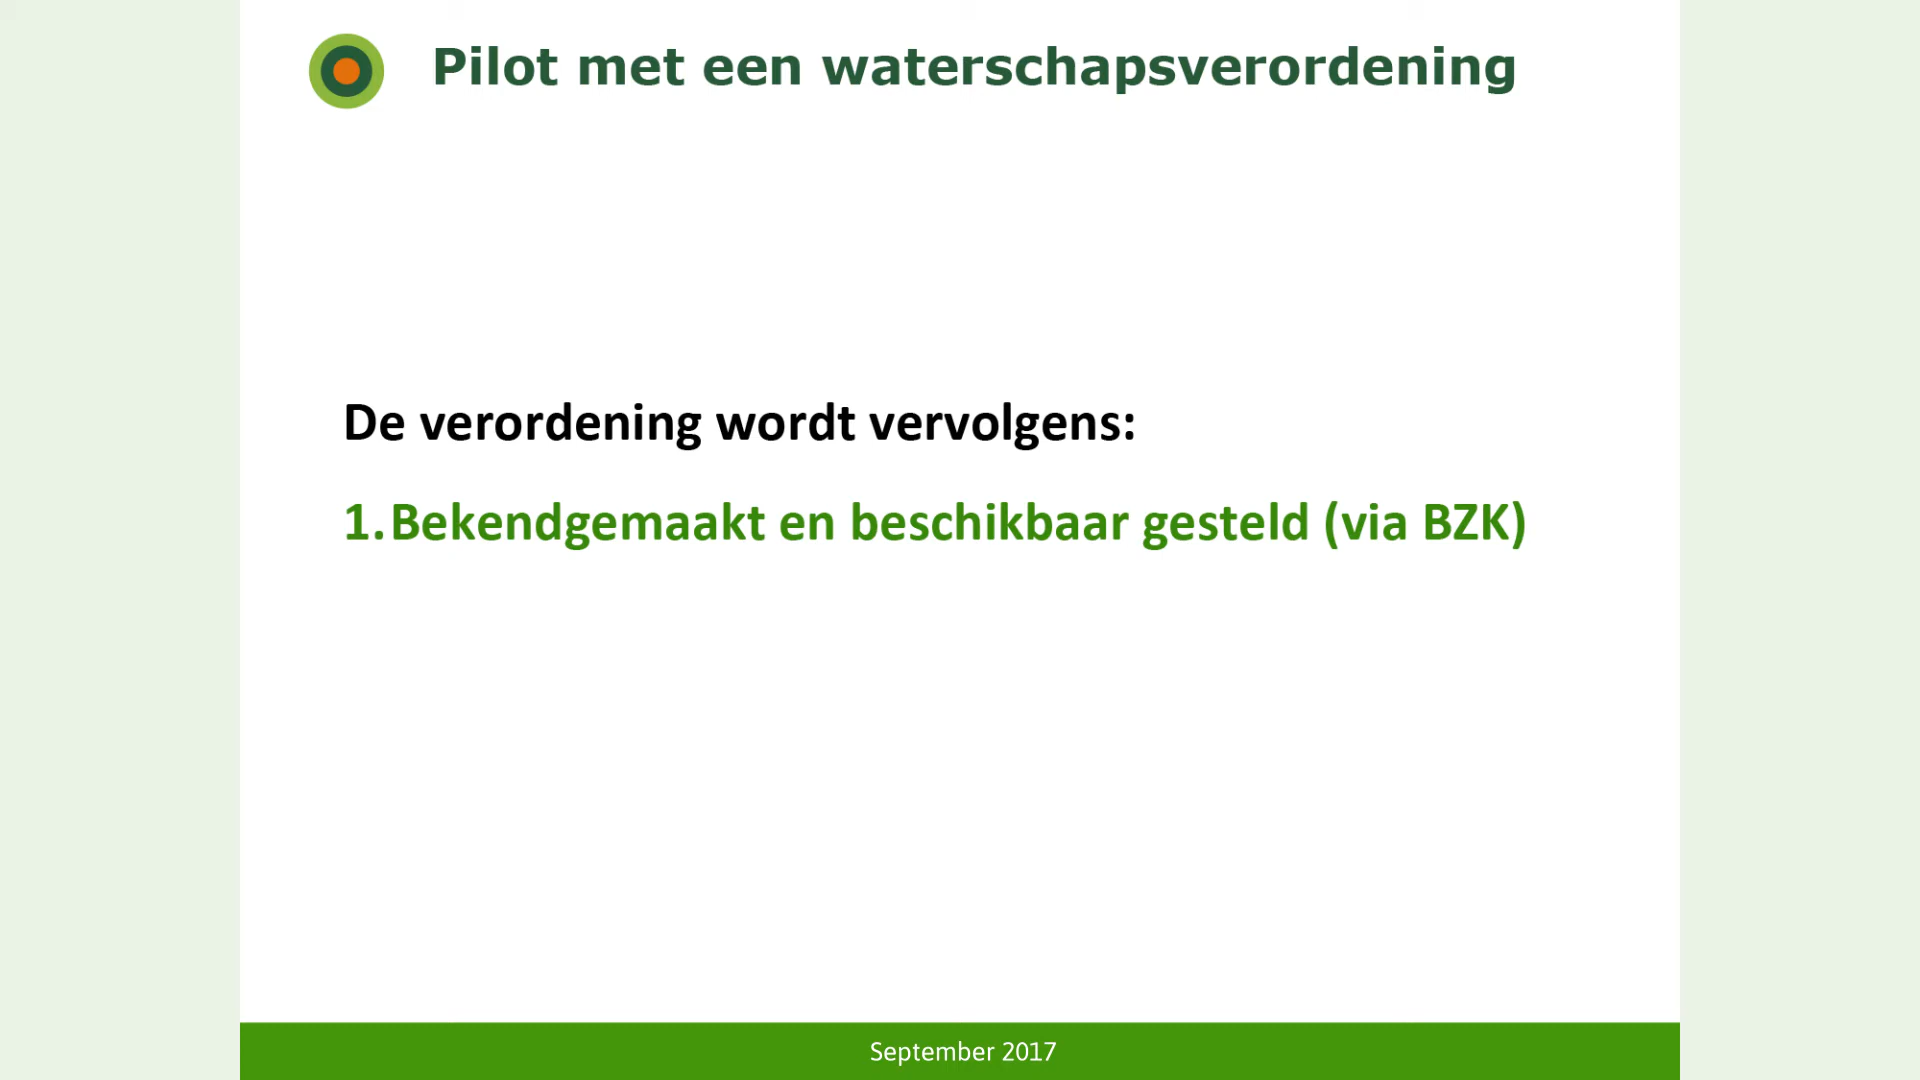 Pilot met een waterschapsverordening
De verordening wordt vervolgens:
1. Bekendgemaakt en beschikbaar gesteld (via BZK)
September 2017